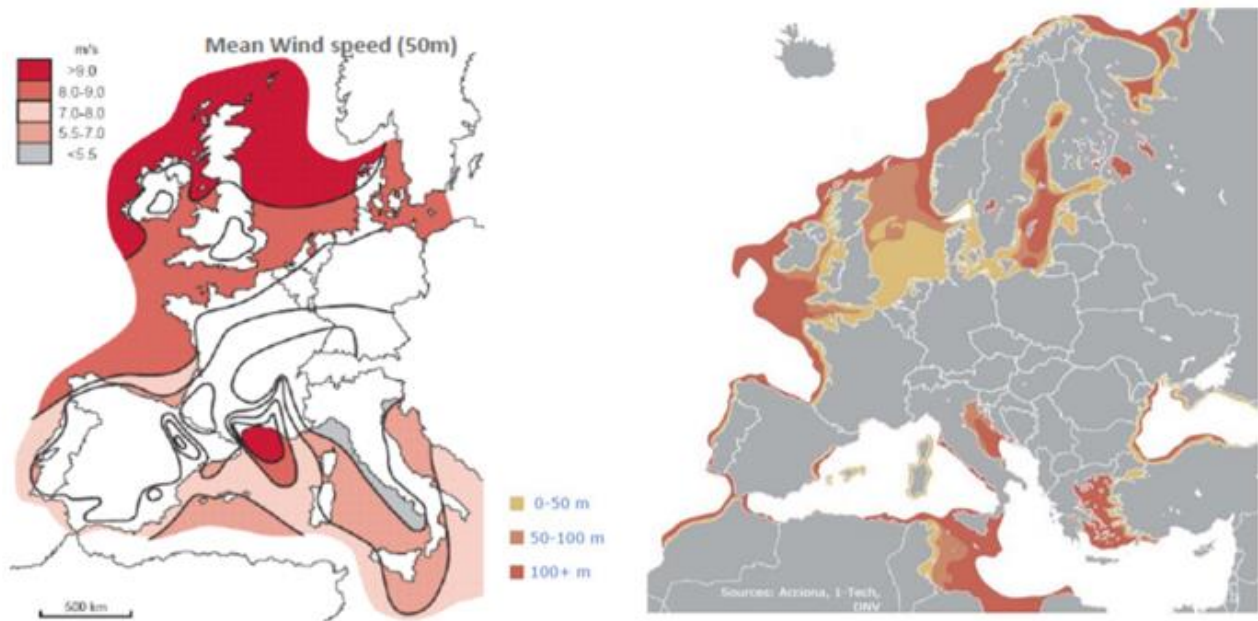 Mean Wind speed (50m)
m/s
>9.0
8.0-9.0
7.0-8.0
5.5-7.0
<5.5
500 km
0-50 m
50-100 m
100+ m
Sources: Acciona, 1-Tech,
DNV